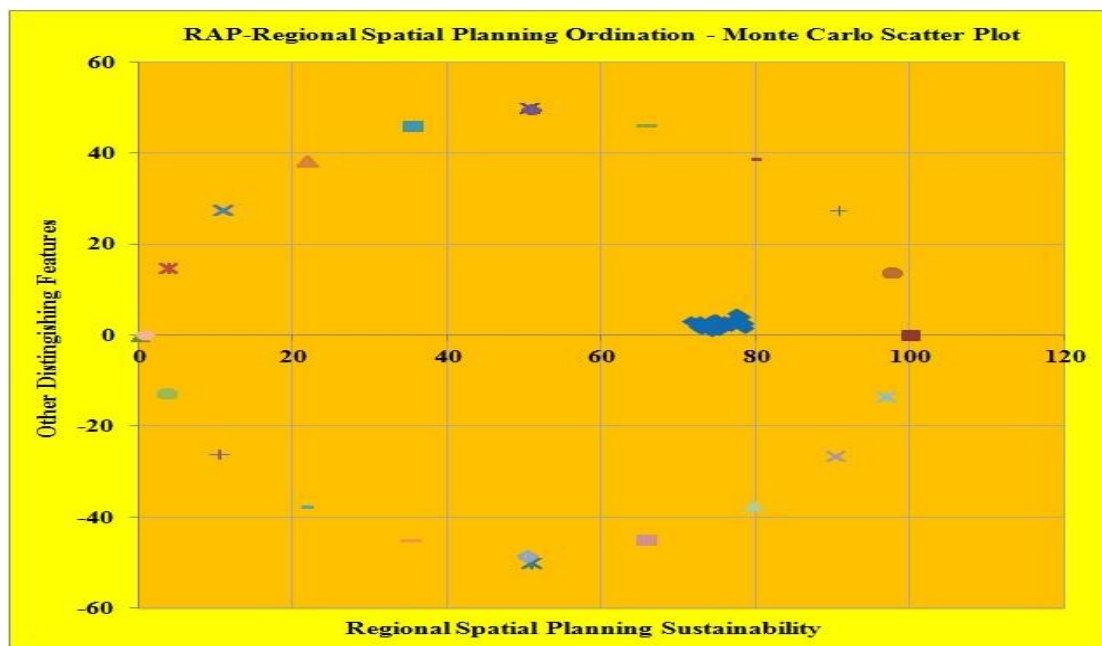 RAP-Regional Spatial Planning Ordination - Monte Carlo Scatter Plot
60
40
20
0
-20
-40
-60
0 20 40 60 80 100 120
Other Distingishing Features
Regional Spatial Planning Sustainability